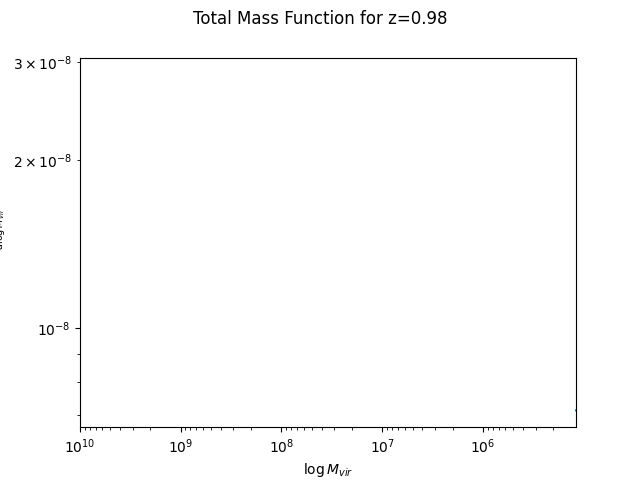 Total Mass Function for z=0.98
3 × 10⁻⁸
2 × 10⁻⁸
10⁻⁸
10¹⁰ 10⁹ 10⁸ 10⁷ 10⁶
log M_vir